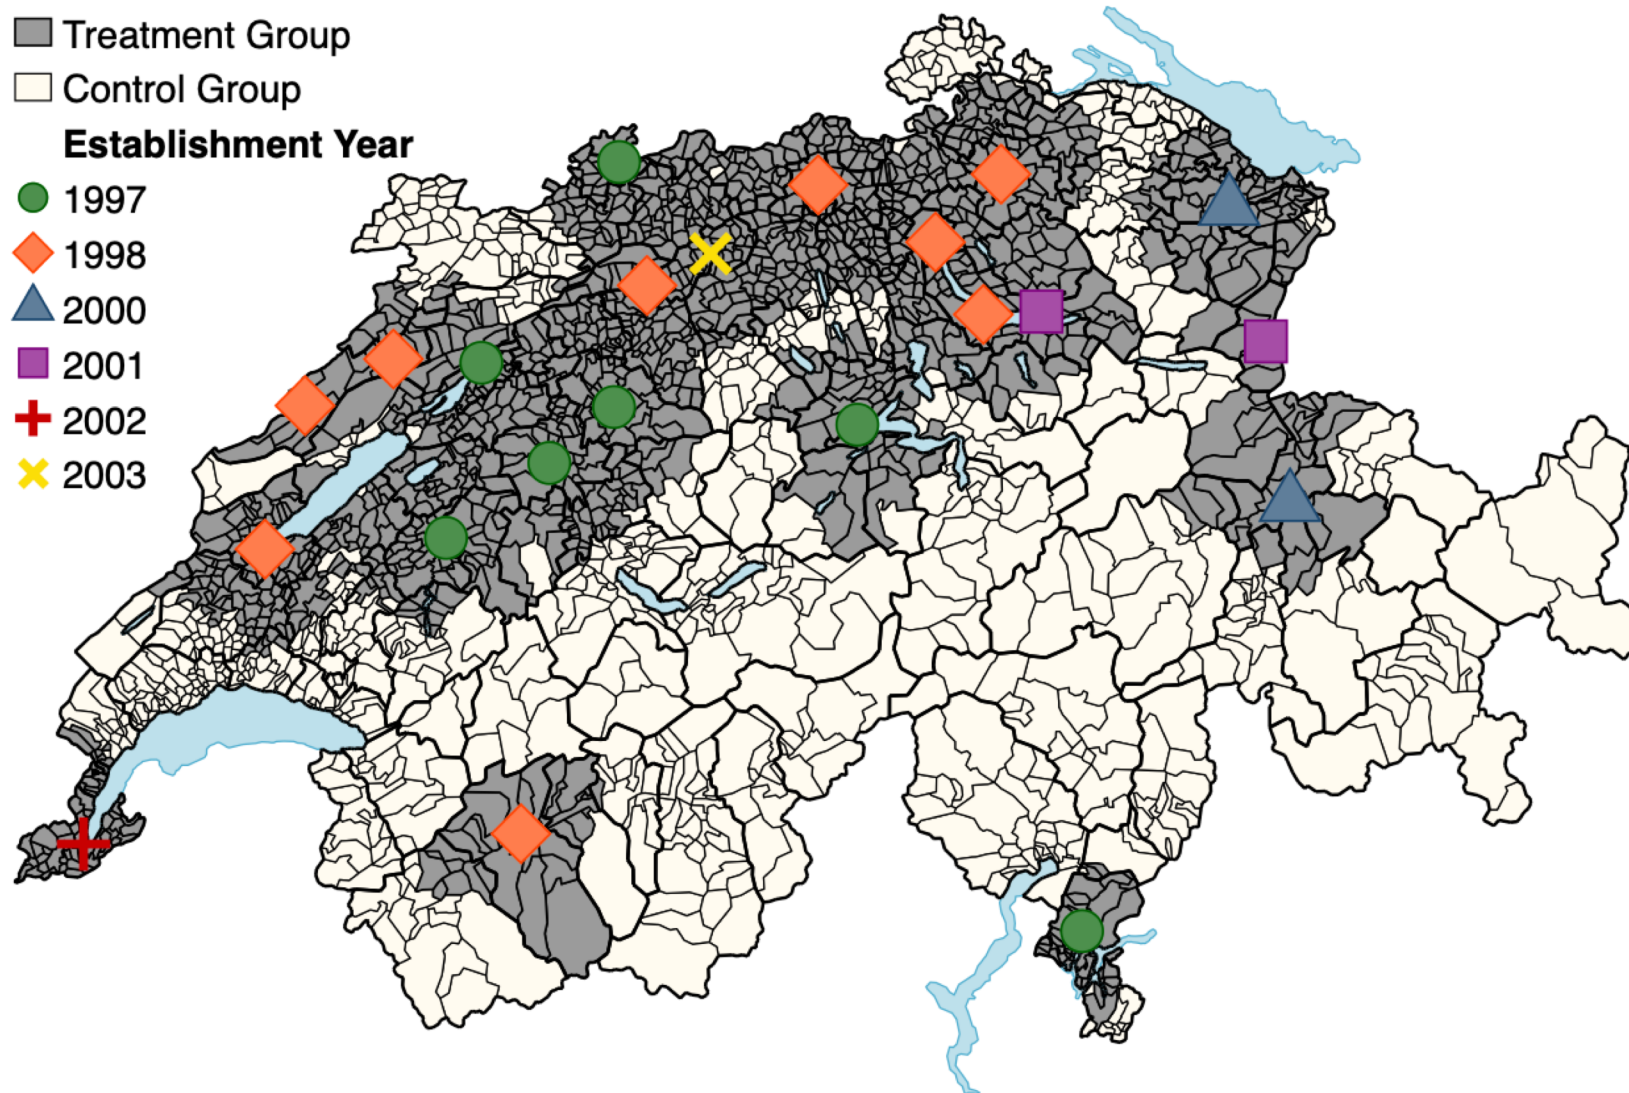 Treatment Group
Control Group
Establishment Year
1997
1998
2000
2001
2002
2003